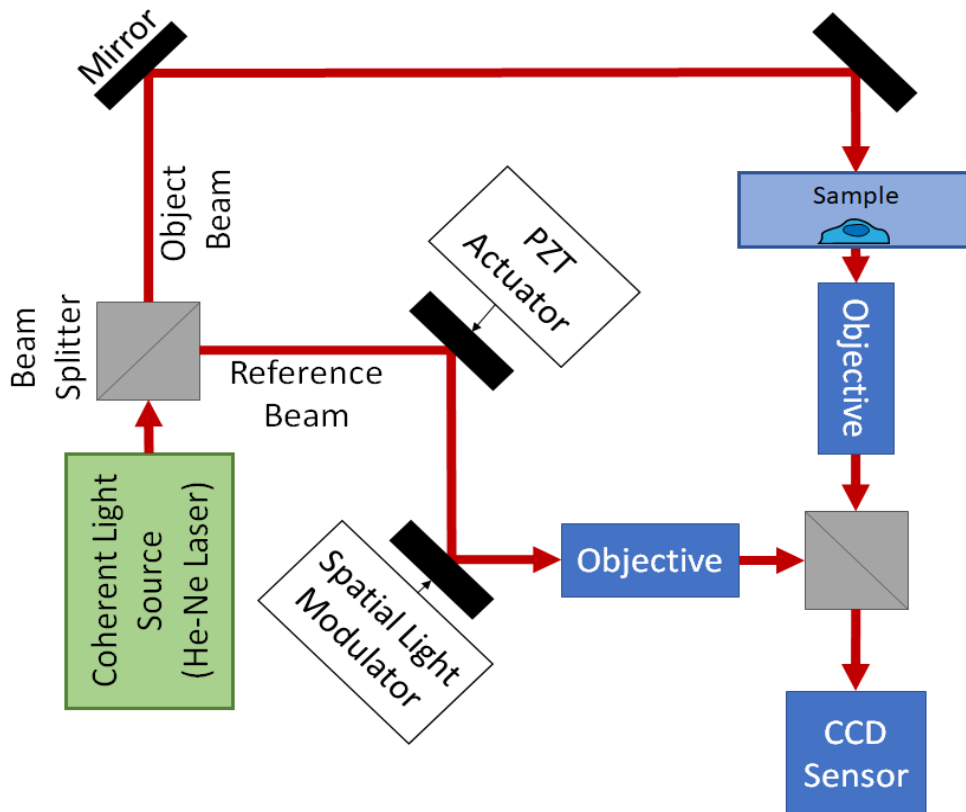 Mirror
Object
Beam
Sample
PZT
Actuator
Beam
Splitter
Reference
Beam
Objective
Coherent Light
Source
(He-Ne Laser)
Spatial Light
Modulator
Objective
CCD
Sensor